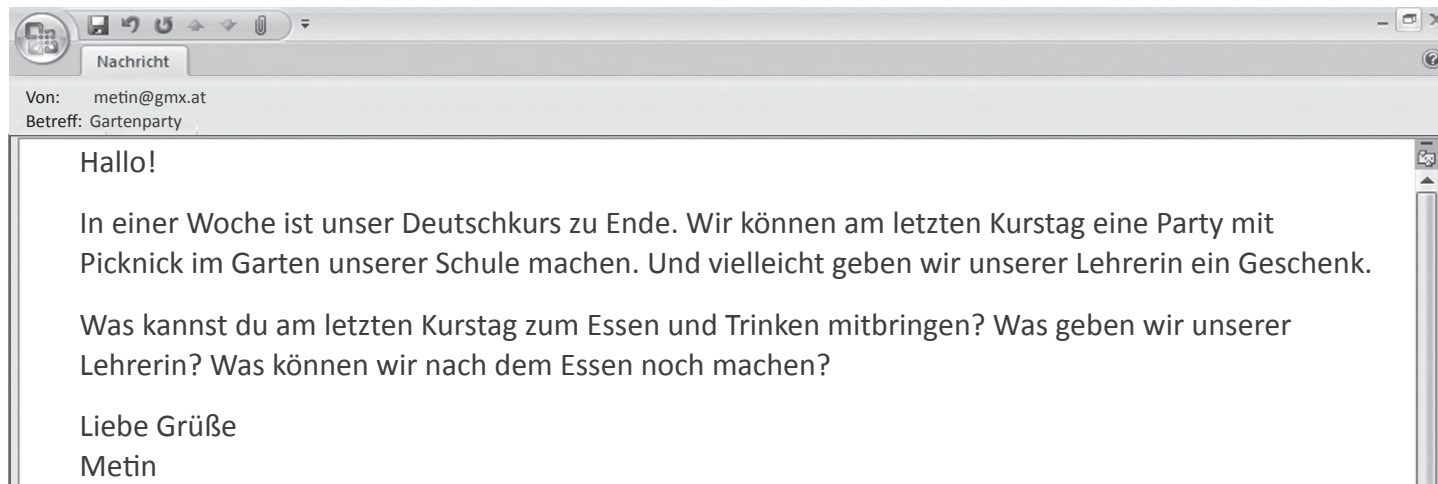 Nachricht
Von: metin@gmx.at
Betreff: Gartenparty
Hallo!
In einer Woche ist unser Deutschkurs zu Ende. Wir können am letzten Kurstag eine Party mit
Picknick im Garten unserer Schule machen. Und vielleicht geben wir unserer Lehrerin ein Geschenk.
Was kannst du am letzten Kurstag zum Essen und Trinken mitbringen? Was geben wir unserer
Lehrerin? Was können wir nach dem Essen noch machen?
Liebe Grüße
Metin